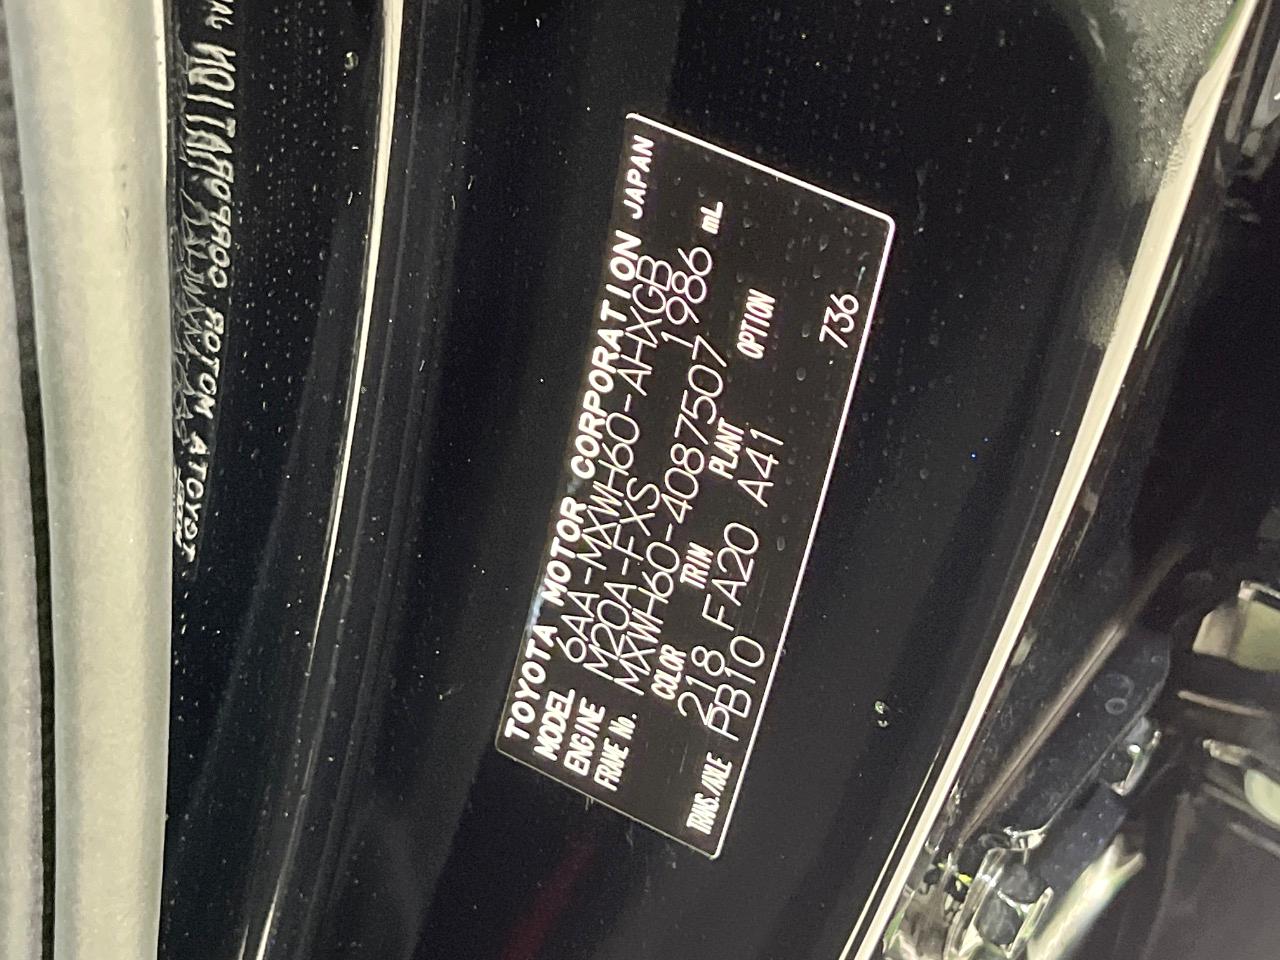 TOYOTA MOTOR CORPORATION JAPAN
MODEL 6AA-MXWH60-AHXGB
ENGINE M20A-FXS 1986 mL
FRAME No. MXWH60-4087507
COLOR TRIM PLANT OPTION
218 FA20 A41
TRANS./AXLE PB10
736